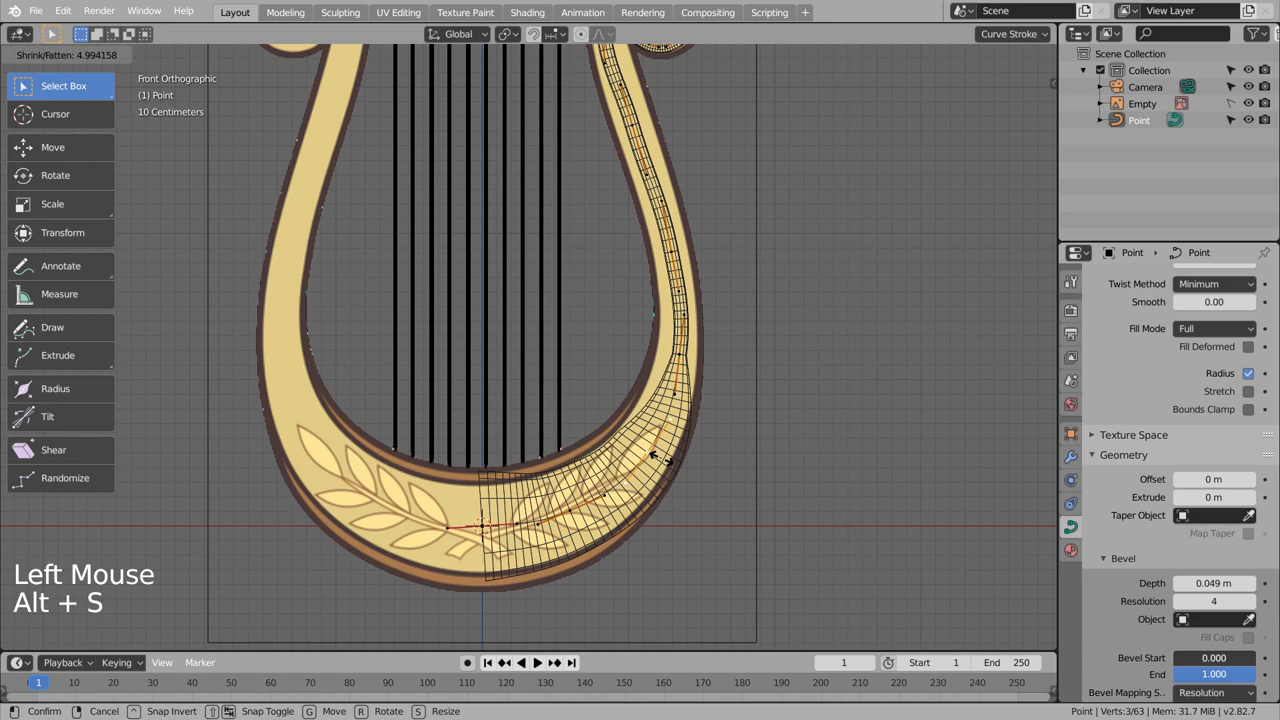 File Edit Render Window Help Layout Modeling Sculpting UV Editing Texture Paint Shading Animation Rendering Compositing Scripting + Scene View Layer
Global Curve Stroke
Shrink/Fatten: 4.994158
Scene Collection
Collection
Camera
Empty
Point
Front Orthographic
(1) Point
10 Centimeters
Select Box
Cursor
Move
Rotate
Scale
Transform
Annotate
Measure
Draw
Extrude
Radius
Tilt
Shear
Randomize
Point › Point
Twist Method Minimum
Smooth 0.00
Fill Mode Full
Fill Deformed
Radius
Stretch
Bounds Clamp
Texture Space
Geometry
Offset 0 m
Extrude 0 m
Taper Object
Map Taper
Bevel
Depth 0.049 m
Resolution 4
Object
Fill Caps
Bevel Start 0.000
End 1.000
Bevel Mapping S.. Resolution
Left Mouse
Alt + S
Playback Keying View Marker 1 Start 1 End 250
1 10 20 30 40 50 60 70 80 90 100 110 120 130 140 150 160 170 180 190 200 210 220 230 240 250
Confirm Cancel Snap Invert Snap Toggle G Move R Rotate S Resize Point | Verts:3/63 | Mem: 31.7 MiB | v2.82.7